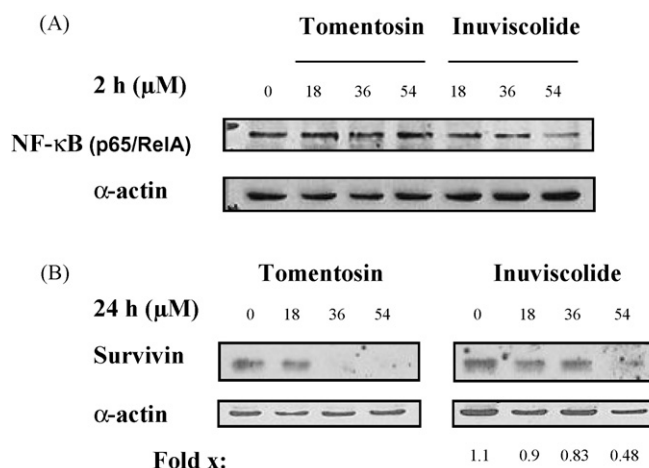 (A)
Tomentosin Inuviscolide
2 h (μM) 0 18 36 54 18 36 54
NF-κB (p65/RelA)
α-actin
(B) Tomentosin Inuviscolide
24 h (μM) 0 18 36 54 0 18 36 54
Survivin
α-actin
Fold x: 1.1 0.9 0.83 0.48